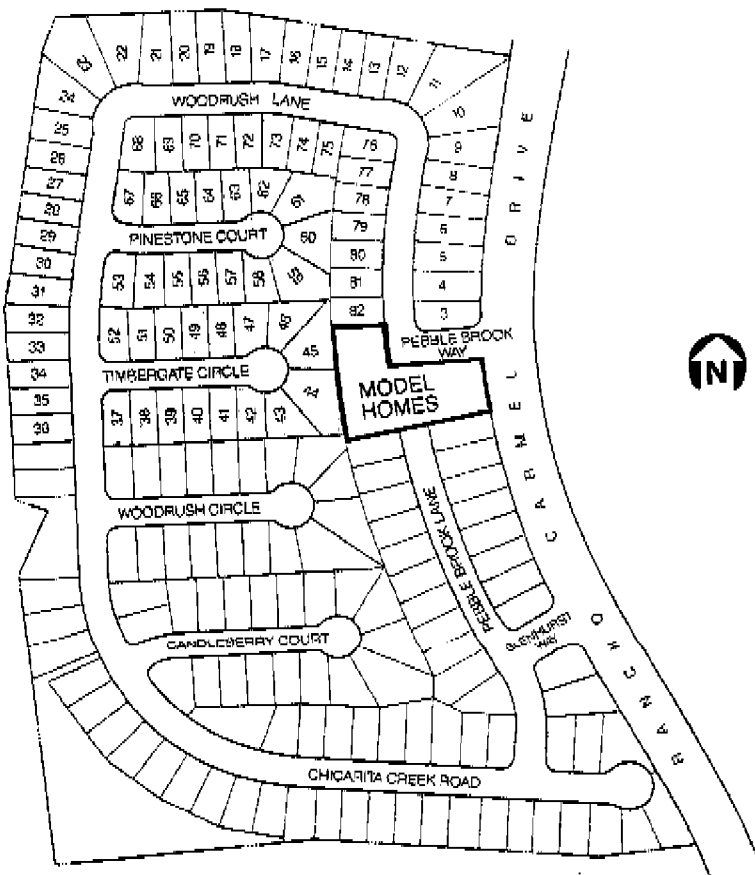 22 21 20 19 18 17 16 15 14 13 12 11
23
24
25
26
27
28
29
30
31
32
33
34
35
36
WOODRUSH LANE
10
9
8
7
6
5
4
3
68 69 70 71 72 73 74 75
76
77
78
79
80
81
82
67 66 65 64 63 62 61
60
59
PINESTONE COURT
53 54 55 56 57 58
52 51 50 49 48 47 46
45
44
TIMBERGATE CIRCLE
37 38 39 40 41 42 43
PEBBLE BROOK
WAY
MODEL
HOMES
N
WOODRUSH CIRCLE
PEBBLE BROOK LANE
CANDLEBERRY COURT
GLENHURST
WAY
CHICARITA CREEK ROAD
RANCHO CARMEL DRIVE